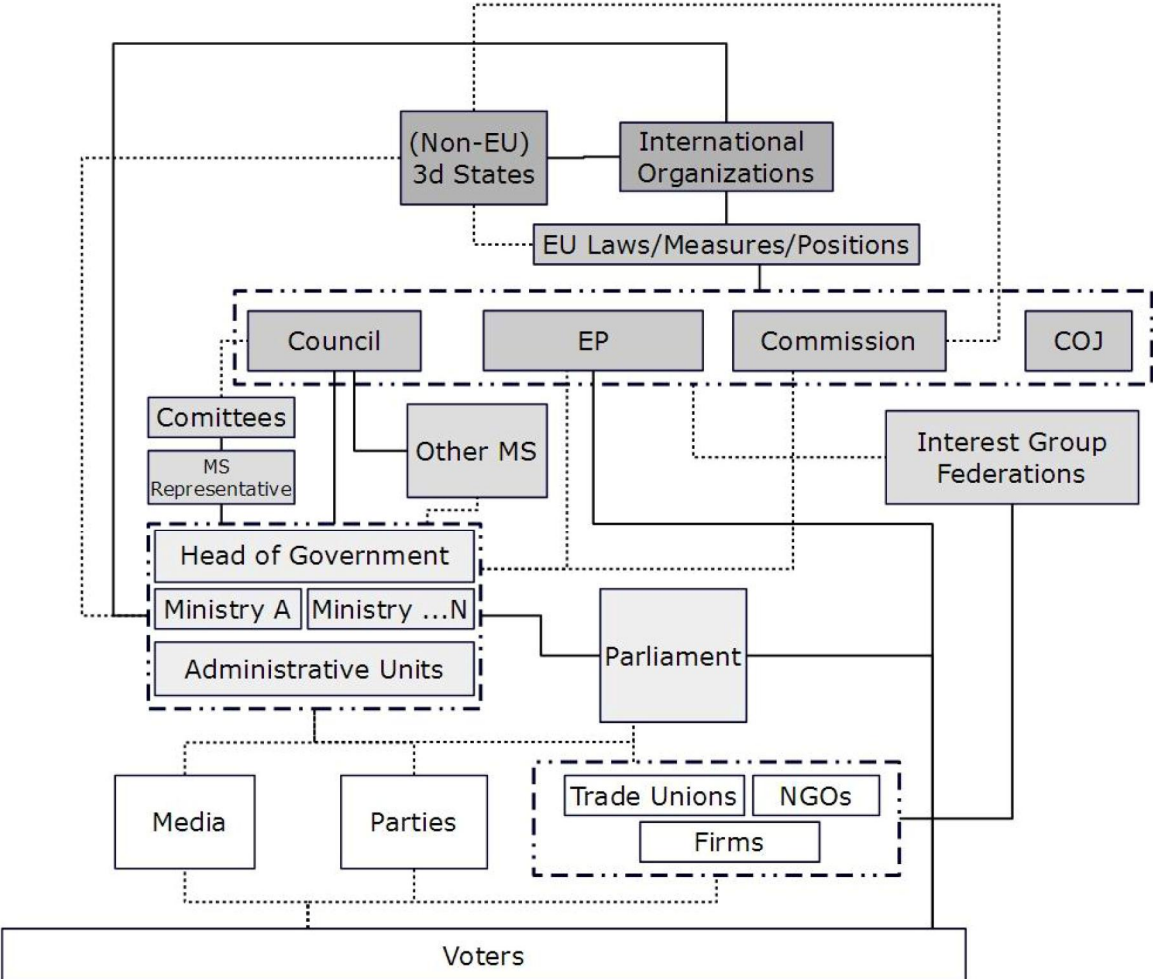 (Non-EU)
3d States
International
Organizations
EU Laws/Measures/Positions
Council
EP
Commission
COJ
Comittees
MS
Representative
Other MS
Interest Group
Federations
Head of Government
Ministry A
Ministry ...N
Administrative Units
Parliament
Media
Parties
Trade Unions
NGOs
Firms
Voters